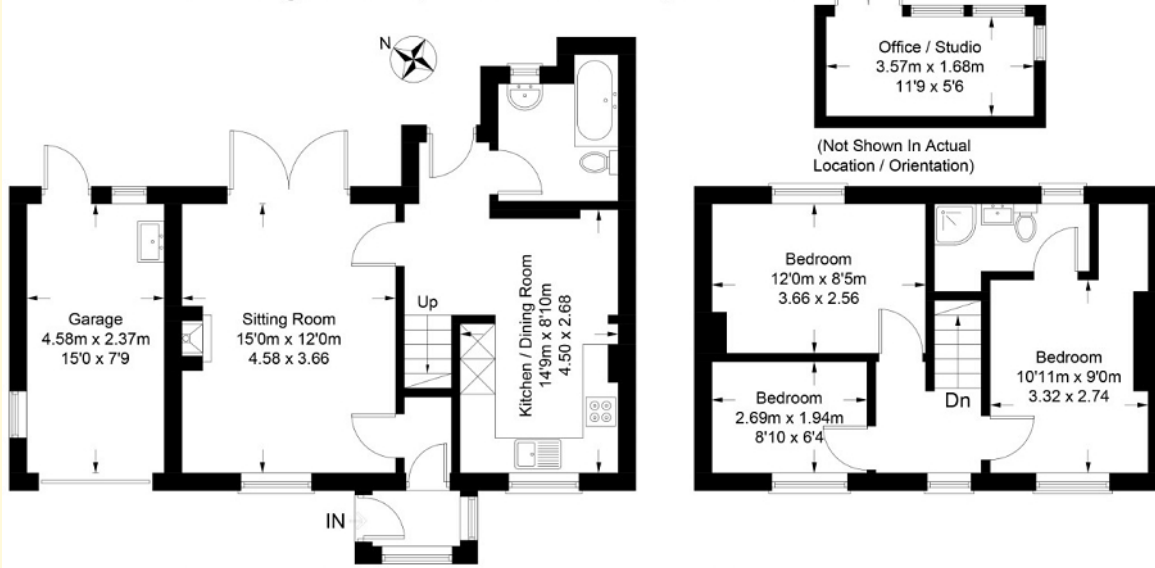 N
Office / Studio
3.57m x 1.68m
11'9 x 5'6
(Not Shown In Actual
Location / Orientation)
Garage
4.58m x 2.37m
15'0 x 7'9
Sitting Room
15'0m x 12'0m
4.58 x 3.66
Up
Kitchen / Dining Room
14'9m x 8'10m
4.50 x 2.68
IN
Bedroom
12'0m x 8'5m
3.66 x 2.56
Bedroom
2.69m x 1.94m
8'10 x 6'4
Dn
Bedroom
10'11m x 9'0m
3.32 x 2.74